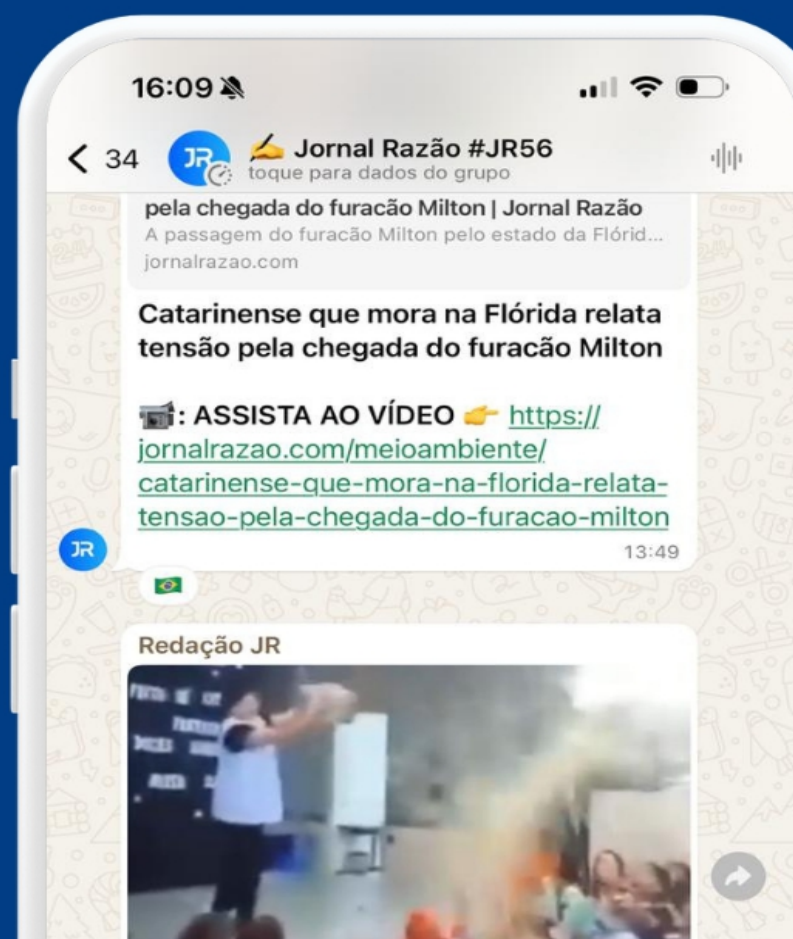 16:09
34
JR
✍️ Jornal Razão #JR56
toque para dados do grupo
pela chegada do furacão Milton | Jornal Razão
A passagem do furacão Milton pelo estado da Flórid...
jornalrazao.com
Catarinense que mora na Flórida relata
tensão pela chegada do furacão Milton
📹: ASSISTA AO VÍDEO 👉 https://
jornalrazao.com/meioambiente/
catarinense-que-mora-na-florida-relata-
tensao-pela-chegada-do-furacao-milton
JR
13:49
Redação JR